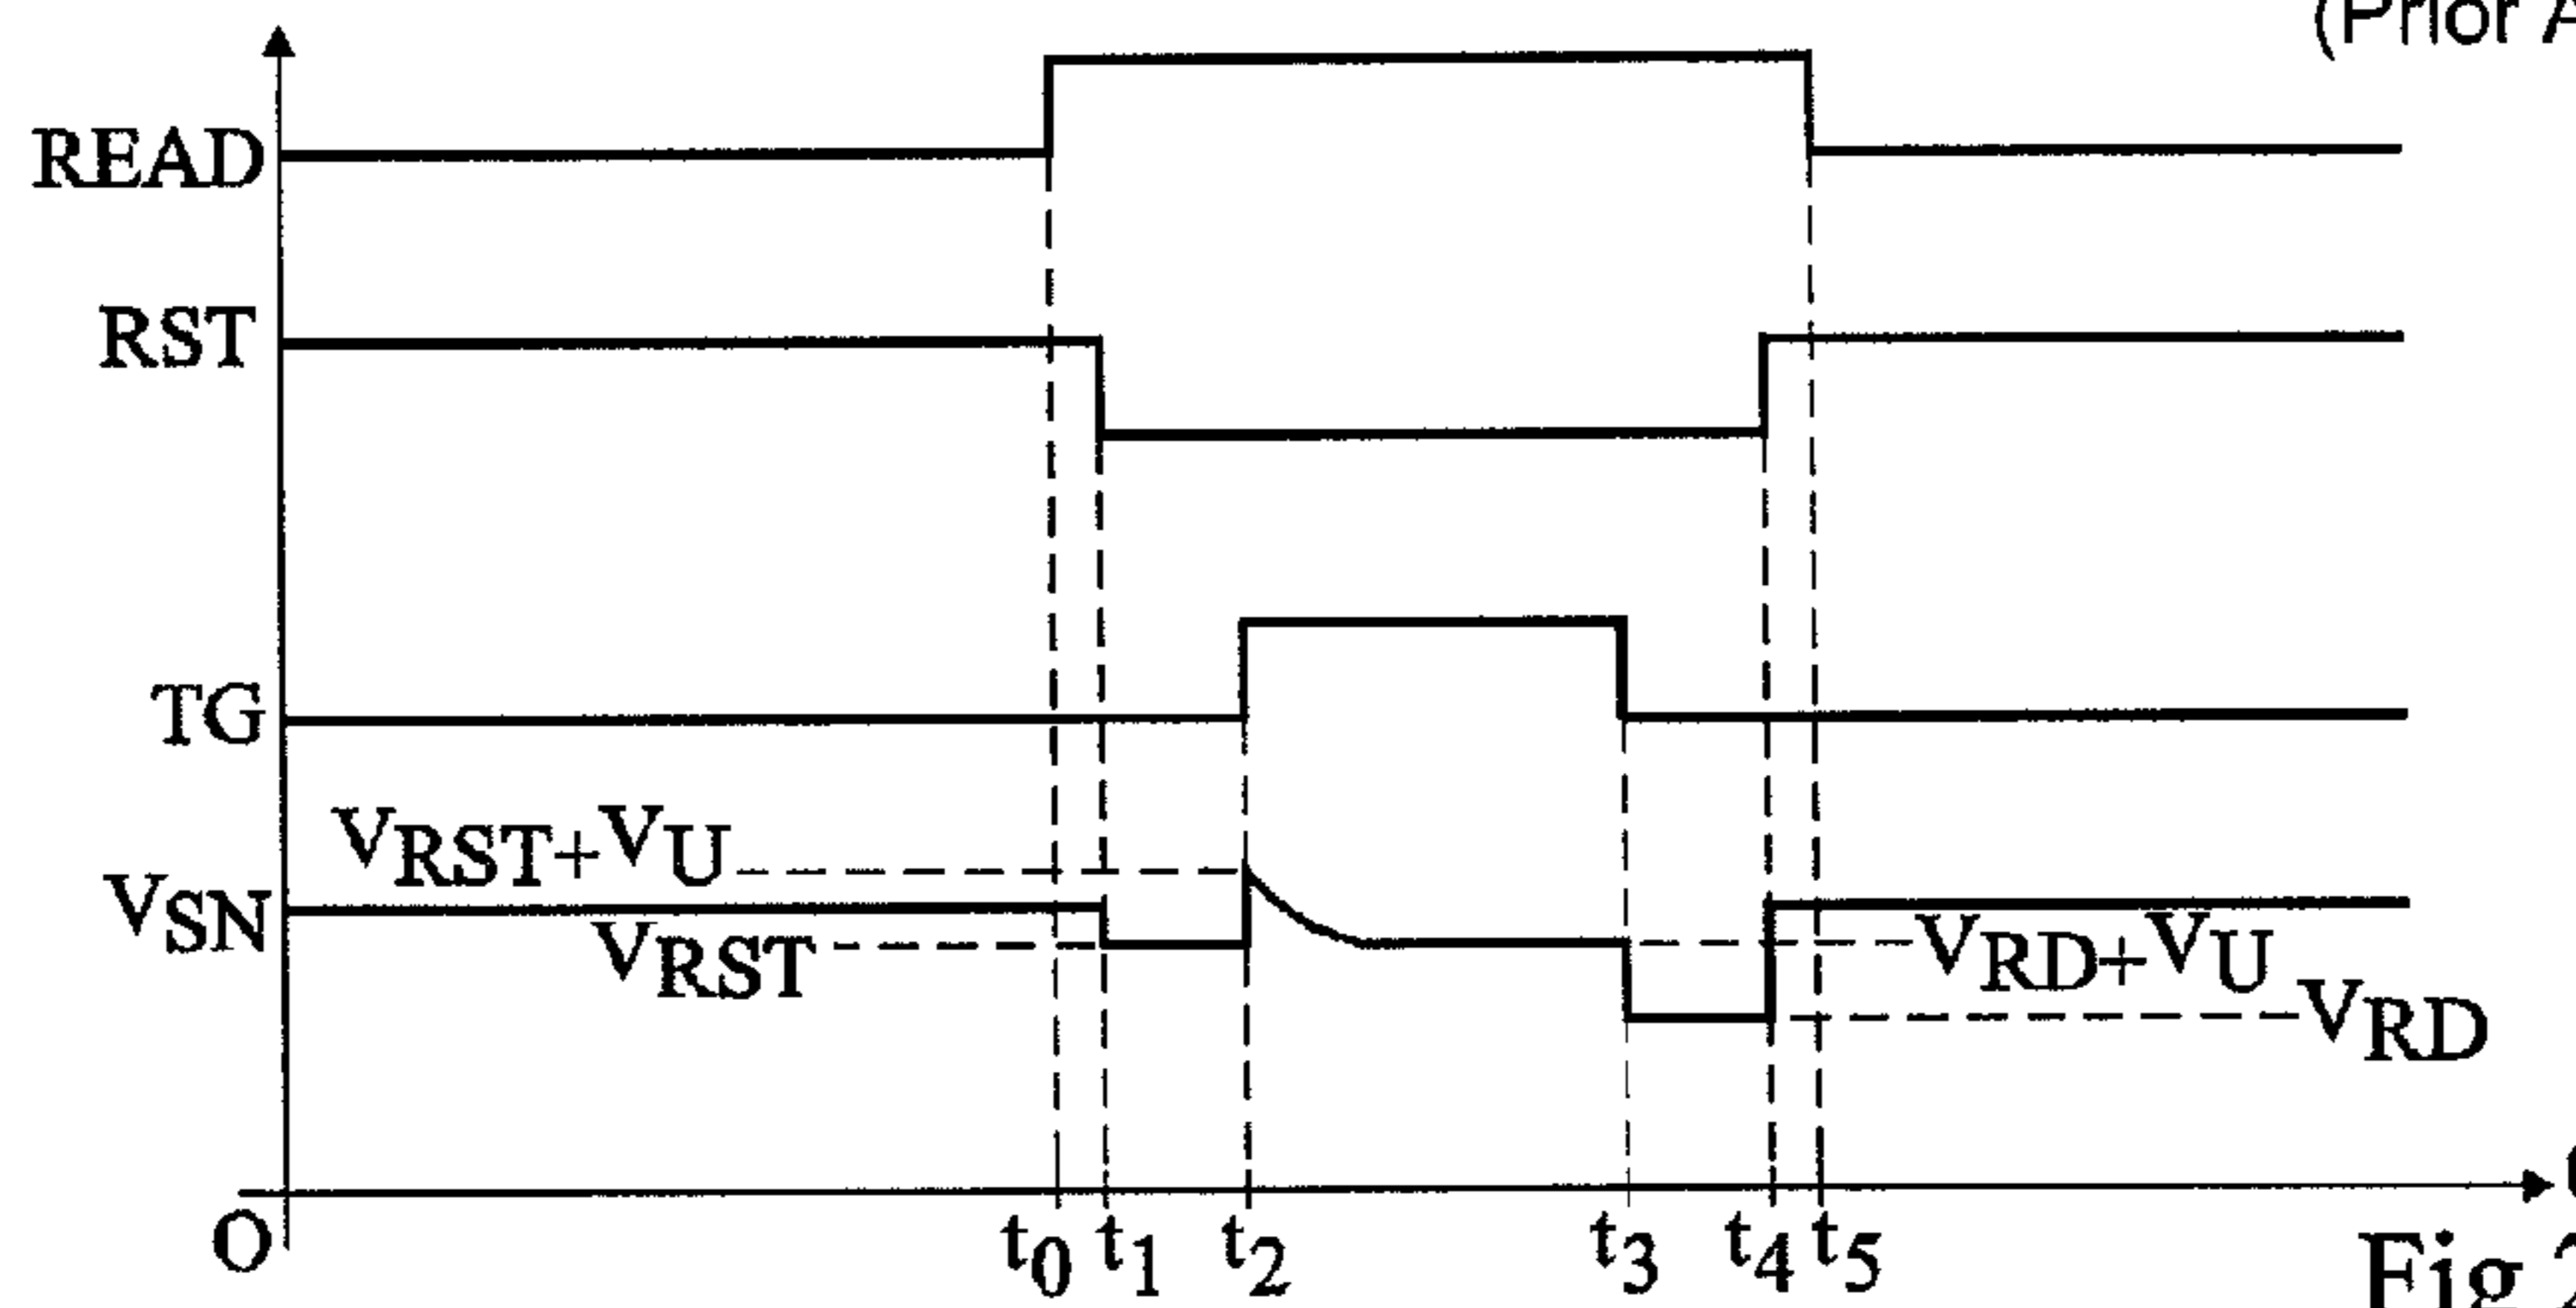 (Prior A
READ
RST
TG
VRST+VU
VSN
VRST
VRD+VU
VRD
O
t0 t1 t2 t3 t4 t5
Fig 2